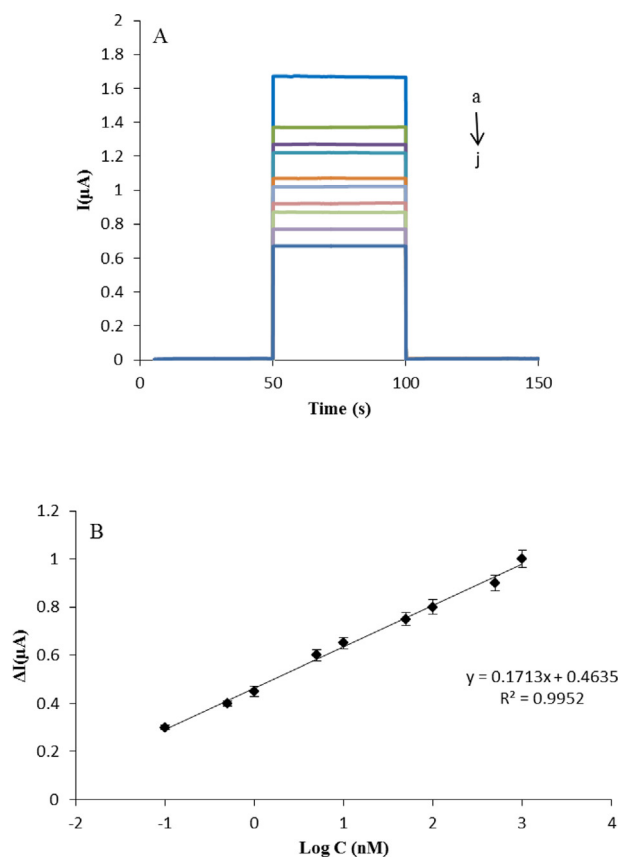 A
2
1.8
1.6
1.4
1.2
1
0.8
0.6
0.4
0.2
0
I(µA)
a
j
0 50 100 150
Time (s)
B
1.2
1
0.8
0.6
0.4
0.2
0
ΔI(µA)
y = 0.1713x + 0.4635
R² = 0.9952
-2 -1 0 1 2 3 4
Log C (nM)